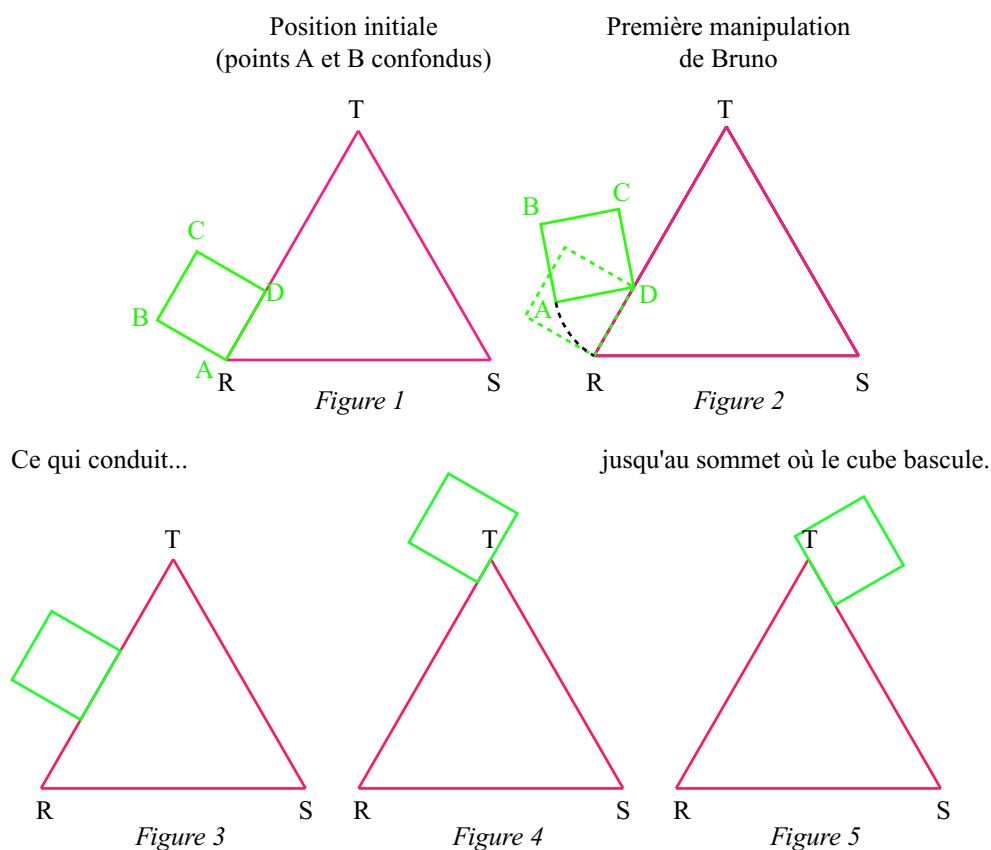 Position initiale
(points A et B confondus)
Première manipulation
de Bruno
T
C
B
D
A
R
S
Figure 1
T
C
B
D
A
R
S
Figure 2
Ce qui conduit...
jusqu'au sommet où le cube bascule.
T
R
S
Figure 3
T
R
S
Figure 4
T
R
S
Figure 5